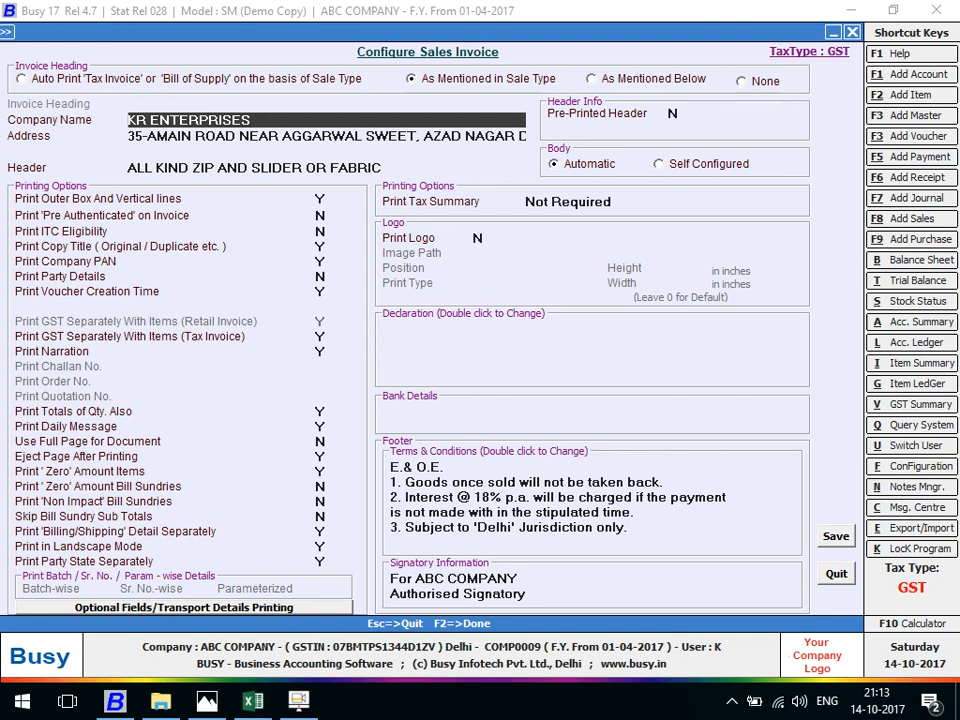 Busy 17 Rel 4.7 | Stat Rel 028 | Model : SM (Demo Copy) | ABC COMPANY - F.Y. From 01-04-2017
>>
Configure Sales Invoice
TaxType : GST
Invoice Heading
Auto Print 'Tax Invoice' or 'Bill of Supply' on the basis of Sale Type
As Mentioned in Sale Type
As Mentioned Below
None
Invoice Heading
Company Name KR ENTERPRISES
Address 35-AMAIN ROAD NEAR AGGARWAL SWEET, AZAD NAGAR D
Header ALL KIND ZIP AND SLIDER OR FABRIC
Header Info
Pre-Printed Header N
Body
Automatic Self Configured
Printing Options
Print Outer Box And Vertical lines Y
Print 'Pre Authenticated' on Invoice N
Print ITC Eligibility N
Print Copy Title ( Original / Duplicate etc. ) Y
Print Company PAN Y
Print Party Details N
Print Voucher Creation Time Y
Print GST Separately With Items (Retail Invoice) Y
Print GST Separately With Items (Tax Invoice) Y
Print Narration Y
Print Challan No.
Print Order No.
Print Quotation No.
Print Totals of Qty. Also Y
Print Daily Message Y
Use Full Page for Document N
Eject Page After Printing Y
Print ' Zero' Amount Items Y
Print ' Zero' Amount Bill Sundries N
Print 'Non Impact' Bill Sundries N
Skip Bill Sundry Sub Totals N
Print 'Billing/Shipping' Detail Separately Y
Print in Landscape Mode Y
Print Party State Separately Y
Print Batch / Sr. No. / Param - wise Details
Batch-wise Sr. No.-wise Parameterized
Optional Fields/Transport Details Printing
Printing Options
Print Tax Summary Not Required
Logo
Print Logo N
Image Path
Position Height in inches
Print Type Width in inches
(Leave 0 for Default)
Declaration (Double click to Change)
Bank Details
Footer
Terms & Conditions (Double click to Change)
E.& O.E.
1. Goods once sold will not be taken back.
2. Interest @ 18% p.a. will be charged if the payment
is not made with in the stipulated time.
3. Subject to 'Delhi' Jurisdiction only.
Signatory Information
For ABC COMPANY
Authorised Signatory
Save
Quit
Esc=>Quit F2=>Done
Shortcut Keys
F1 Help
F1 Add Account
F2 Add Item
F3 Add Master
F3 Add Voucher
F5 Add Payment
F6 Add Receipt
F7 Add Journal
F8 Add Sales
F9 Add Purchase
B Balance Sheet
T Trial Balance
S Stock Status
A Acc. Summary
L Acc. Ledger
I Item Summary
G Item LedGer
V GST Summary
Q Query System
U Switch User
F ConFiguration
N Notes Mngr.
C Msg. Centre
E Export/Import
K LocK Program
Tax Type:
GST
F10 Calculator
Busy
Company : ABC COMPANY - ( GSTIN : 07BMTPS1344D1ZV ) Delhi - COMP0009 ( F.Y. : 2017-2018 ) - User : K
BUSY - Business Accounting Software ; (c) Busy Infotech Pvt. Ltd., Delhi ; www.busy.in
Your
Company
Logo
Saturday
14-10-2017
B
ENG
21:13
14-10-2017
2